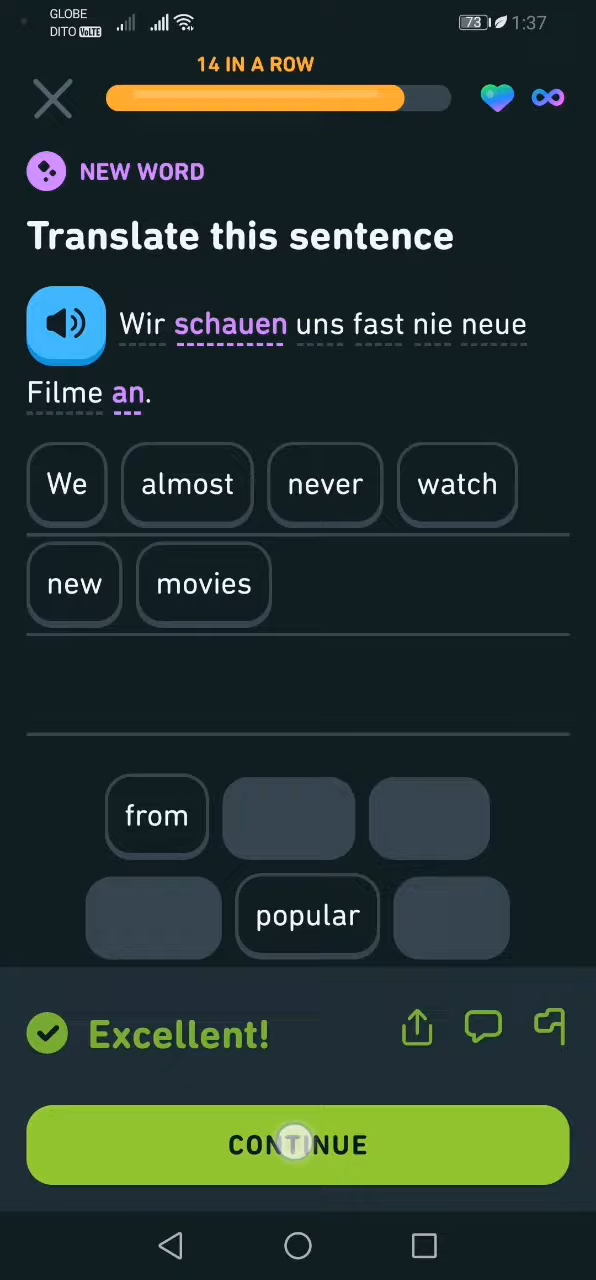 GLOBE
DITO VoLTE
73
1:37
14 IN A ROW
NEW WORD
Translate this sentence
Wir schauen uns fast nie neue
Filme an.
We almost never watch
new movies
from
popular
Excellent!
CONTINUE